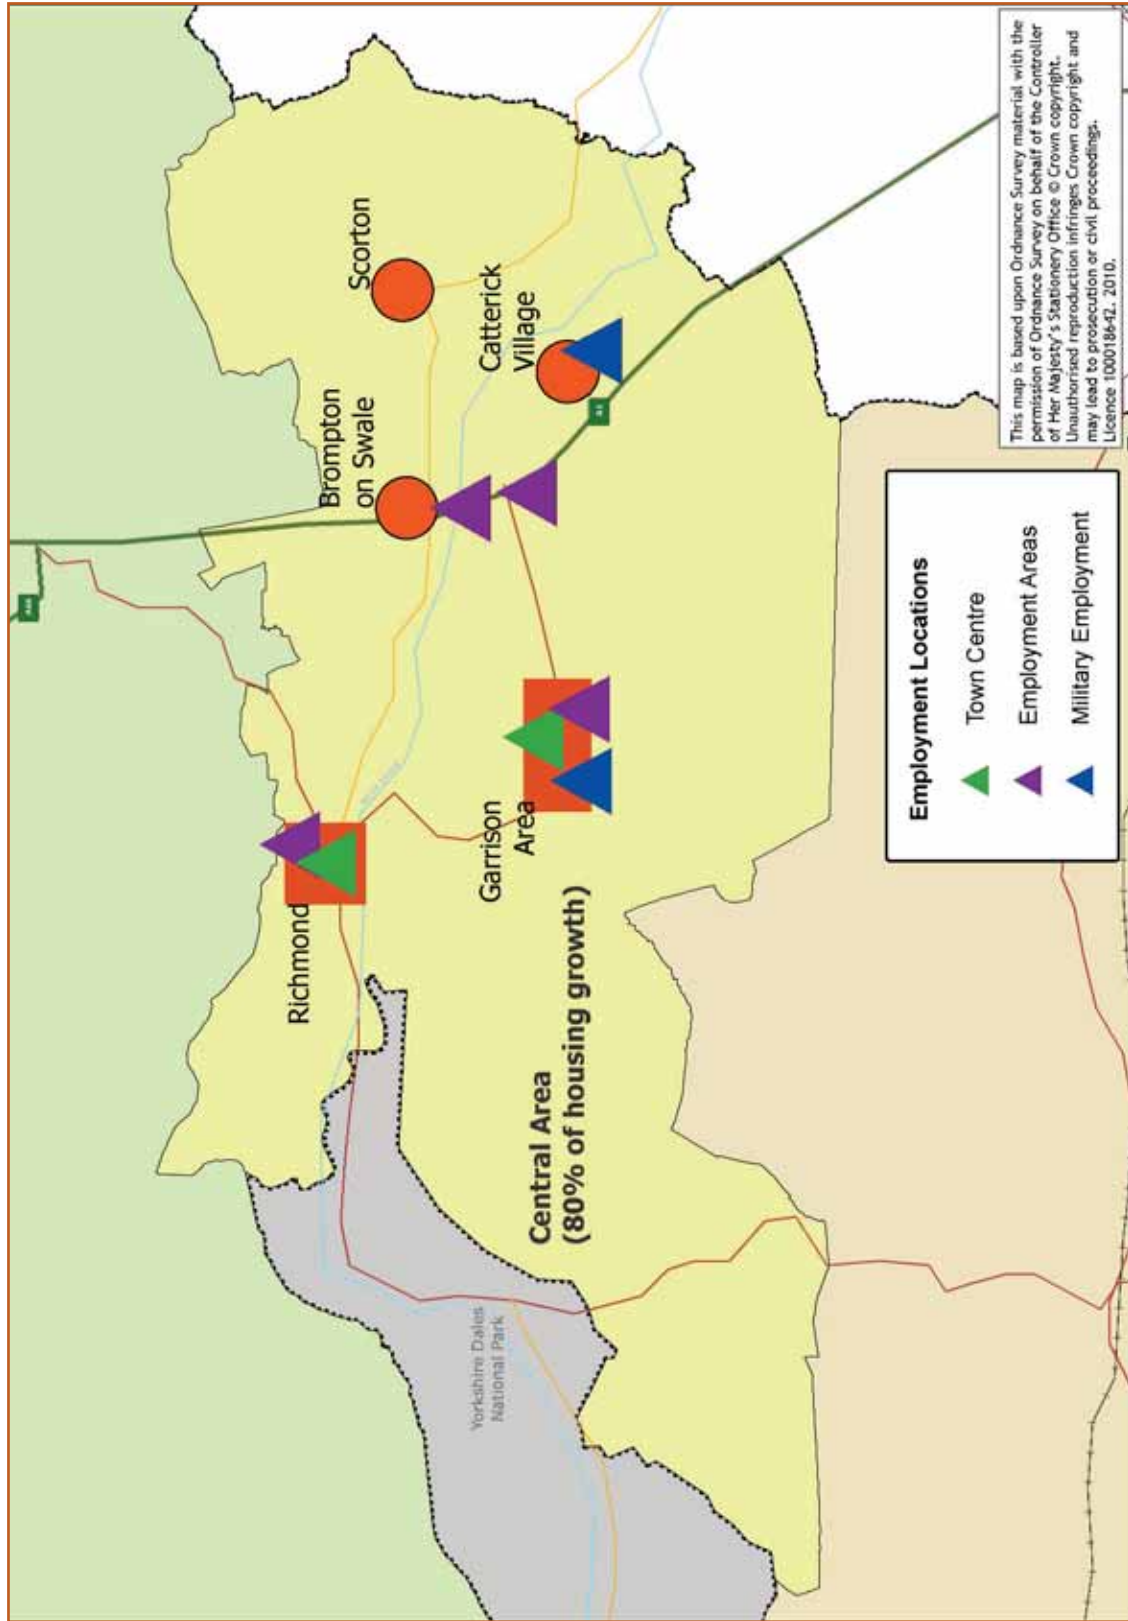 Richmond
Brompton
on Swale
Scorton
Catterick
Village
Garrison
Area
Central Area
(80% of housing growth)
Yorkshire Dales
National Park
A1
Employment Locations
Town Centre
Employment Areas
Military Employment
This map is based upon Ordnance Survey material with the
permission of Ordnance Survey on behalf of the Controller
of Her Majesty's Stationery Office © Crown copyright.
Unauthorised reproduction infringes Crown copyright and
may lead to prosecution or civil proceedings.
Licence 100018642. 2010.